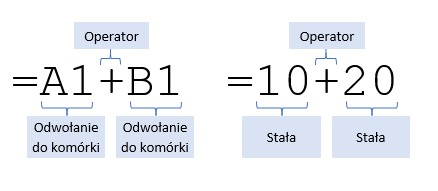 Operator
=A1+B1
Odwołanie
do komórki
Odwołanie
do komórki
Operator
=10+20
Stała
Stała